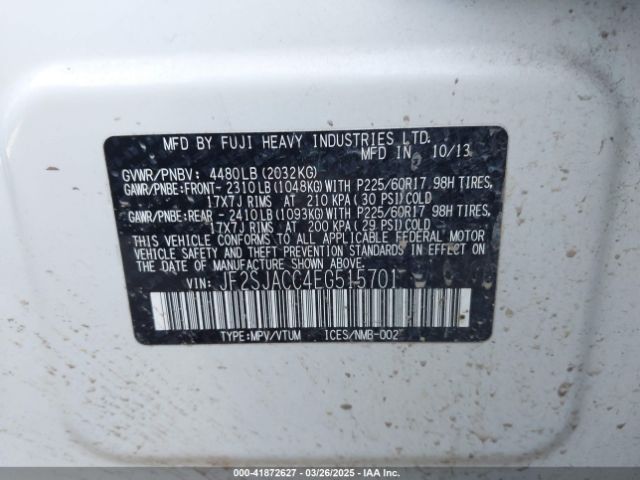 MFD BY FUJI HEAVY INDUSTRIES LTD.
MFD IN 10/13
GVWR/PNBV: 4480LB (2032KG)
GAWR/PNBE:FRONT- 2310LB (1048KG)WITH P225/60R17 98H TIRES,
17X7J RIMS AT 210 KPA (30 PSI)COLD
GAWR/PNBE:REAR -2410LB (1093KG)WITH P225/60R17 98H TIRES,
17X7J RIMS AT 200 KPA (29 PSI)COLD
THIS VEHICLE CONFORMS TO ALL APPLICABLE FEDERAL MOTOR
VEHICLE SAFETY AND THEFT PREVENTION STANDARDS IN EFFECT ON
THE DATE OF MANUFACTURE SHOWN ABOVE.
VIN: JF2SJACC4EG515701
TYPE:MPV/VTUM ICES/NMB-002
000-41872627 - 03/26/2025 - IAA Inc.